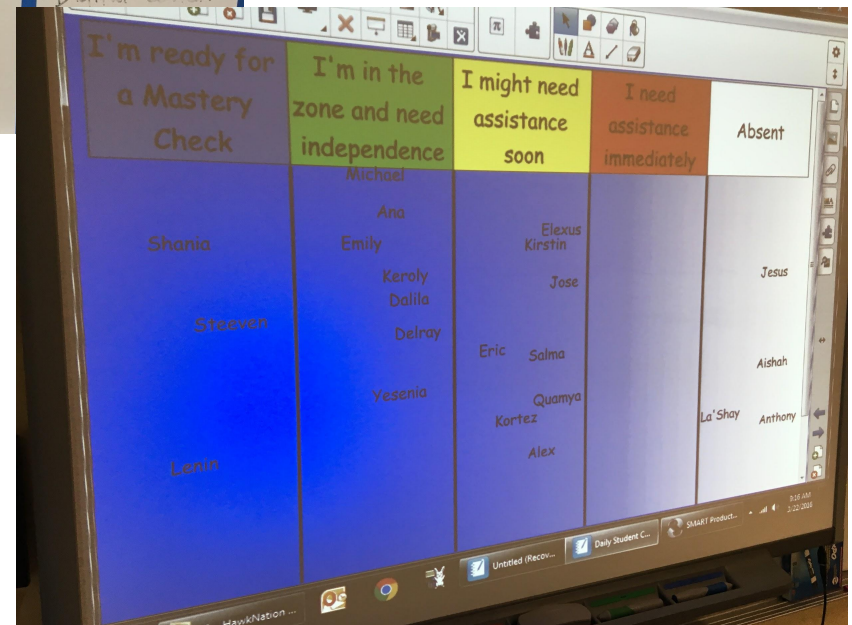 I'm ready for
a Mastery
Check
I'm in the
zone and need
independence
I might need
assistance
soon
I need
assistance
immediately
Absent
Michael
Ana
Emily
Keroly
Dalila
Delray
Yesenia
Shania
Steeven
Lenin
Elexus
Kirstin
Jose
Eric
Salma
Quamya
Kortez
Alex
Jesus
Aishah
La'Shay
Anthony
HawkNation ...
Untitled (Recov...
Daily Student C...
SMART Product...